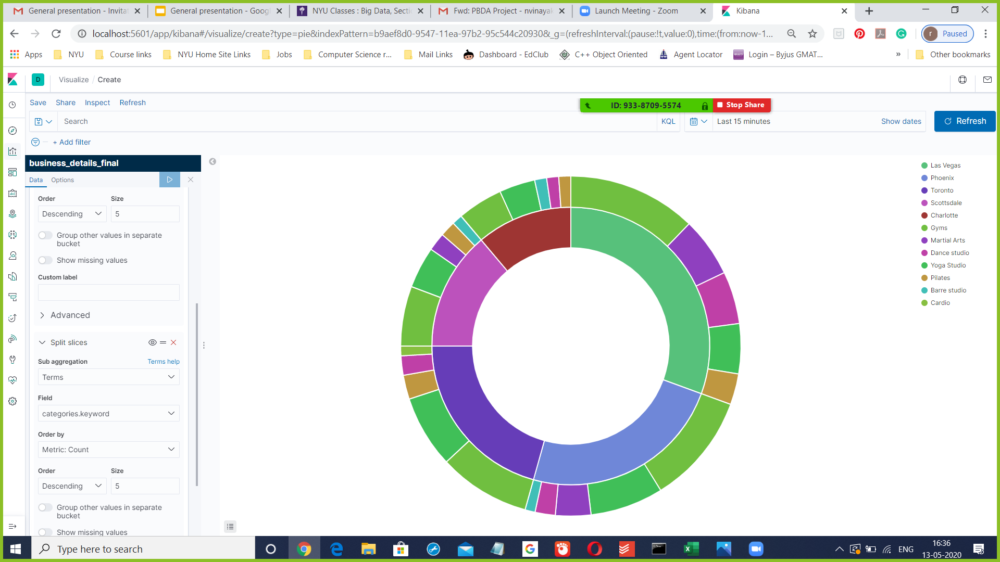 General presentation - Invitat
General presentation - Googl
NYU Classes : Big Data, Secti
Fwd: PBDA Project - nvinayak
Launch Meeting - Zoom
Kibana
localhost:5601/app/kibana#/visualize/create?type=pie&indexPattern=b9aef8d0-9547-11ea-97b2-95c544c20930&_g=(refreshInterval:(pause:!t,value:0),time:(from:now-1...
r Paused
Apps
NYU
Course links
NYU Home Site Links
Jobs
Computer Science r...
Mail Links
Dashboard - EdClub
C++ Object Oriented
Agent Locator
Login – Byjus GMAT...
»
Other bookmarks
D
Visualize / Create
Save
Share
Inspect
Refresh
ID: 933-8709-5574
Stop Share
Search
KQL
Last 15 minutes
Show dates
Refresh
+ Add filter
business_details_final
Data
Options
Order
Size
Descending
5
Group other values in separate
bucket
Show missing values
Custom label
Advanced
Split slices
Sub aggregation
Terms help
Terms
Field
categories.keyword
Order by
Metric: Count
Order
Size
Descending
5
Group other values in separate
bucket
Show missing values
Las Vegas
Phoenix
Toronto
Scottsdale
Charlotte
Gyms
Martial Arts
Dance studio
Yoga Studio
Pilates
Barre studio
Cardio
Type here to search
ENG
16:36
13-05-2020